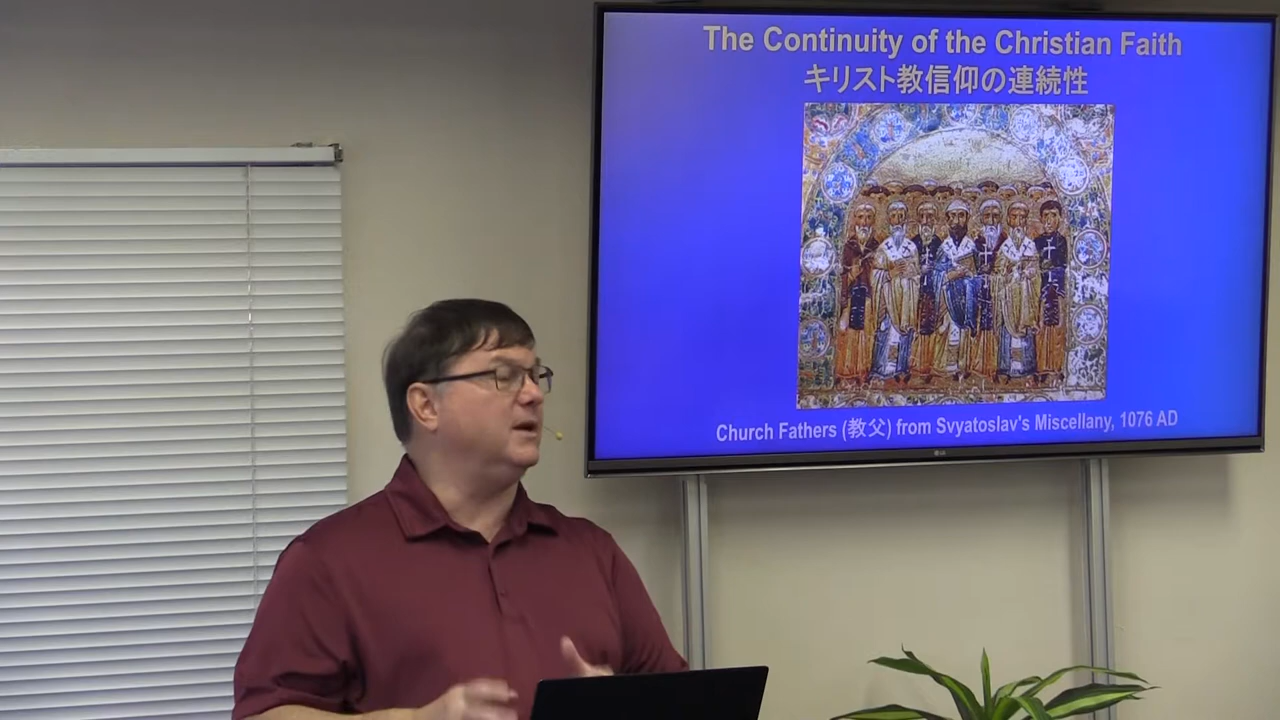 The Continuity of the Christian Faith
キリスト教信仰の連続性
Church Fathers (教父) from Svyatoslav's Miscellany, 1076 AD
LG